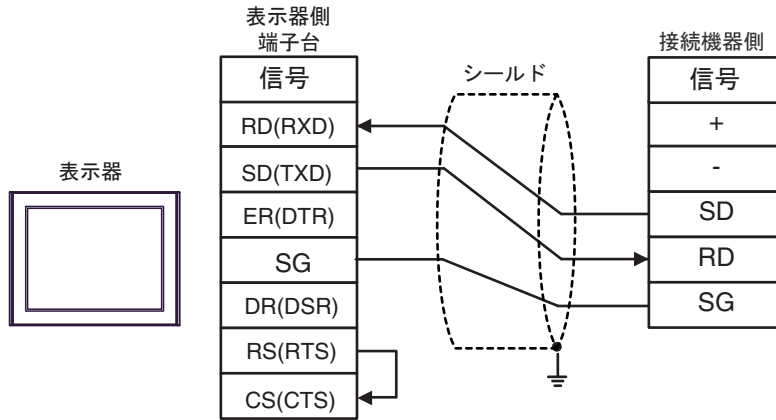 表示器側
端子台
信号
RD(RXD)
SD(TXD)
ER(DTR)
SG
DR(DSR)
RS(RTS)
CS(CTS)
表示器
シールド
接続機器側
信号
+
-
SD
RD
SG